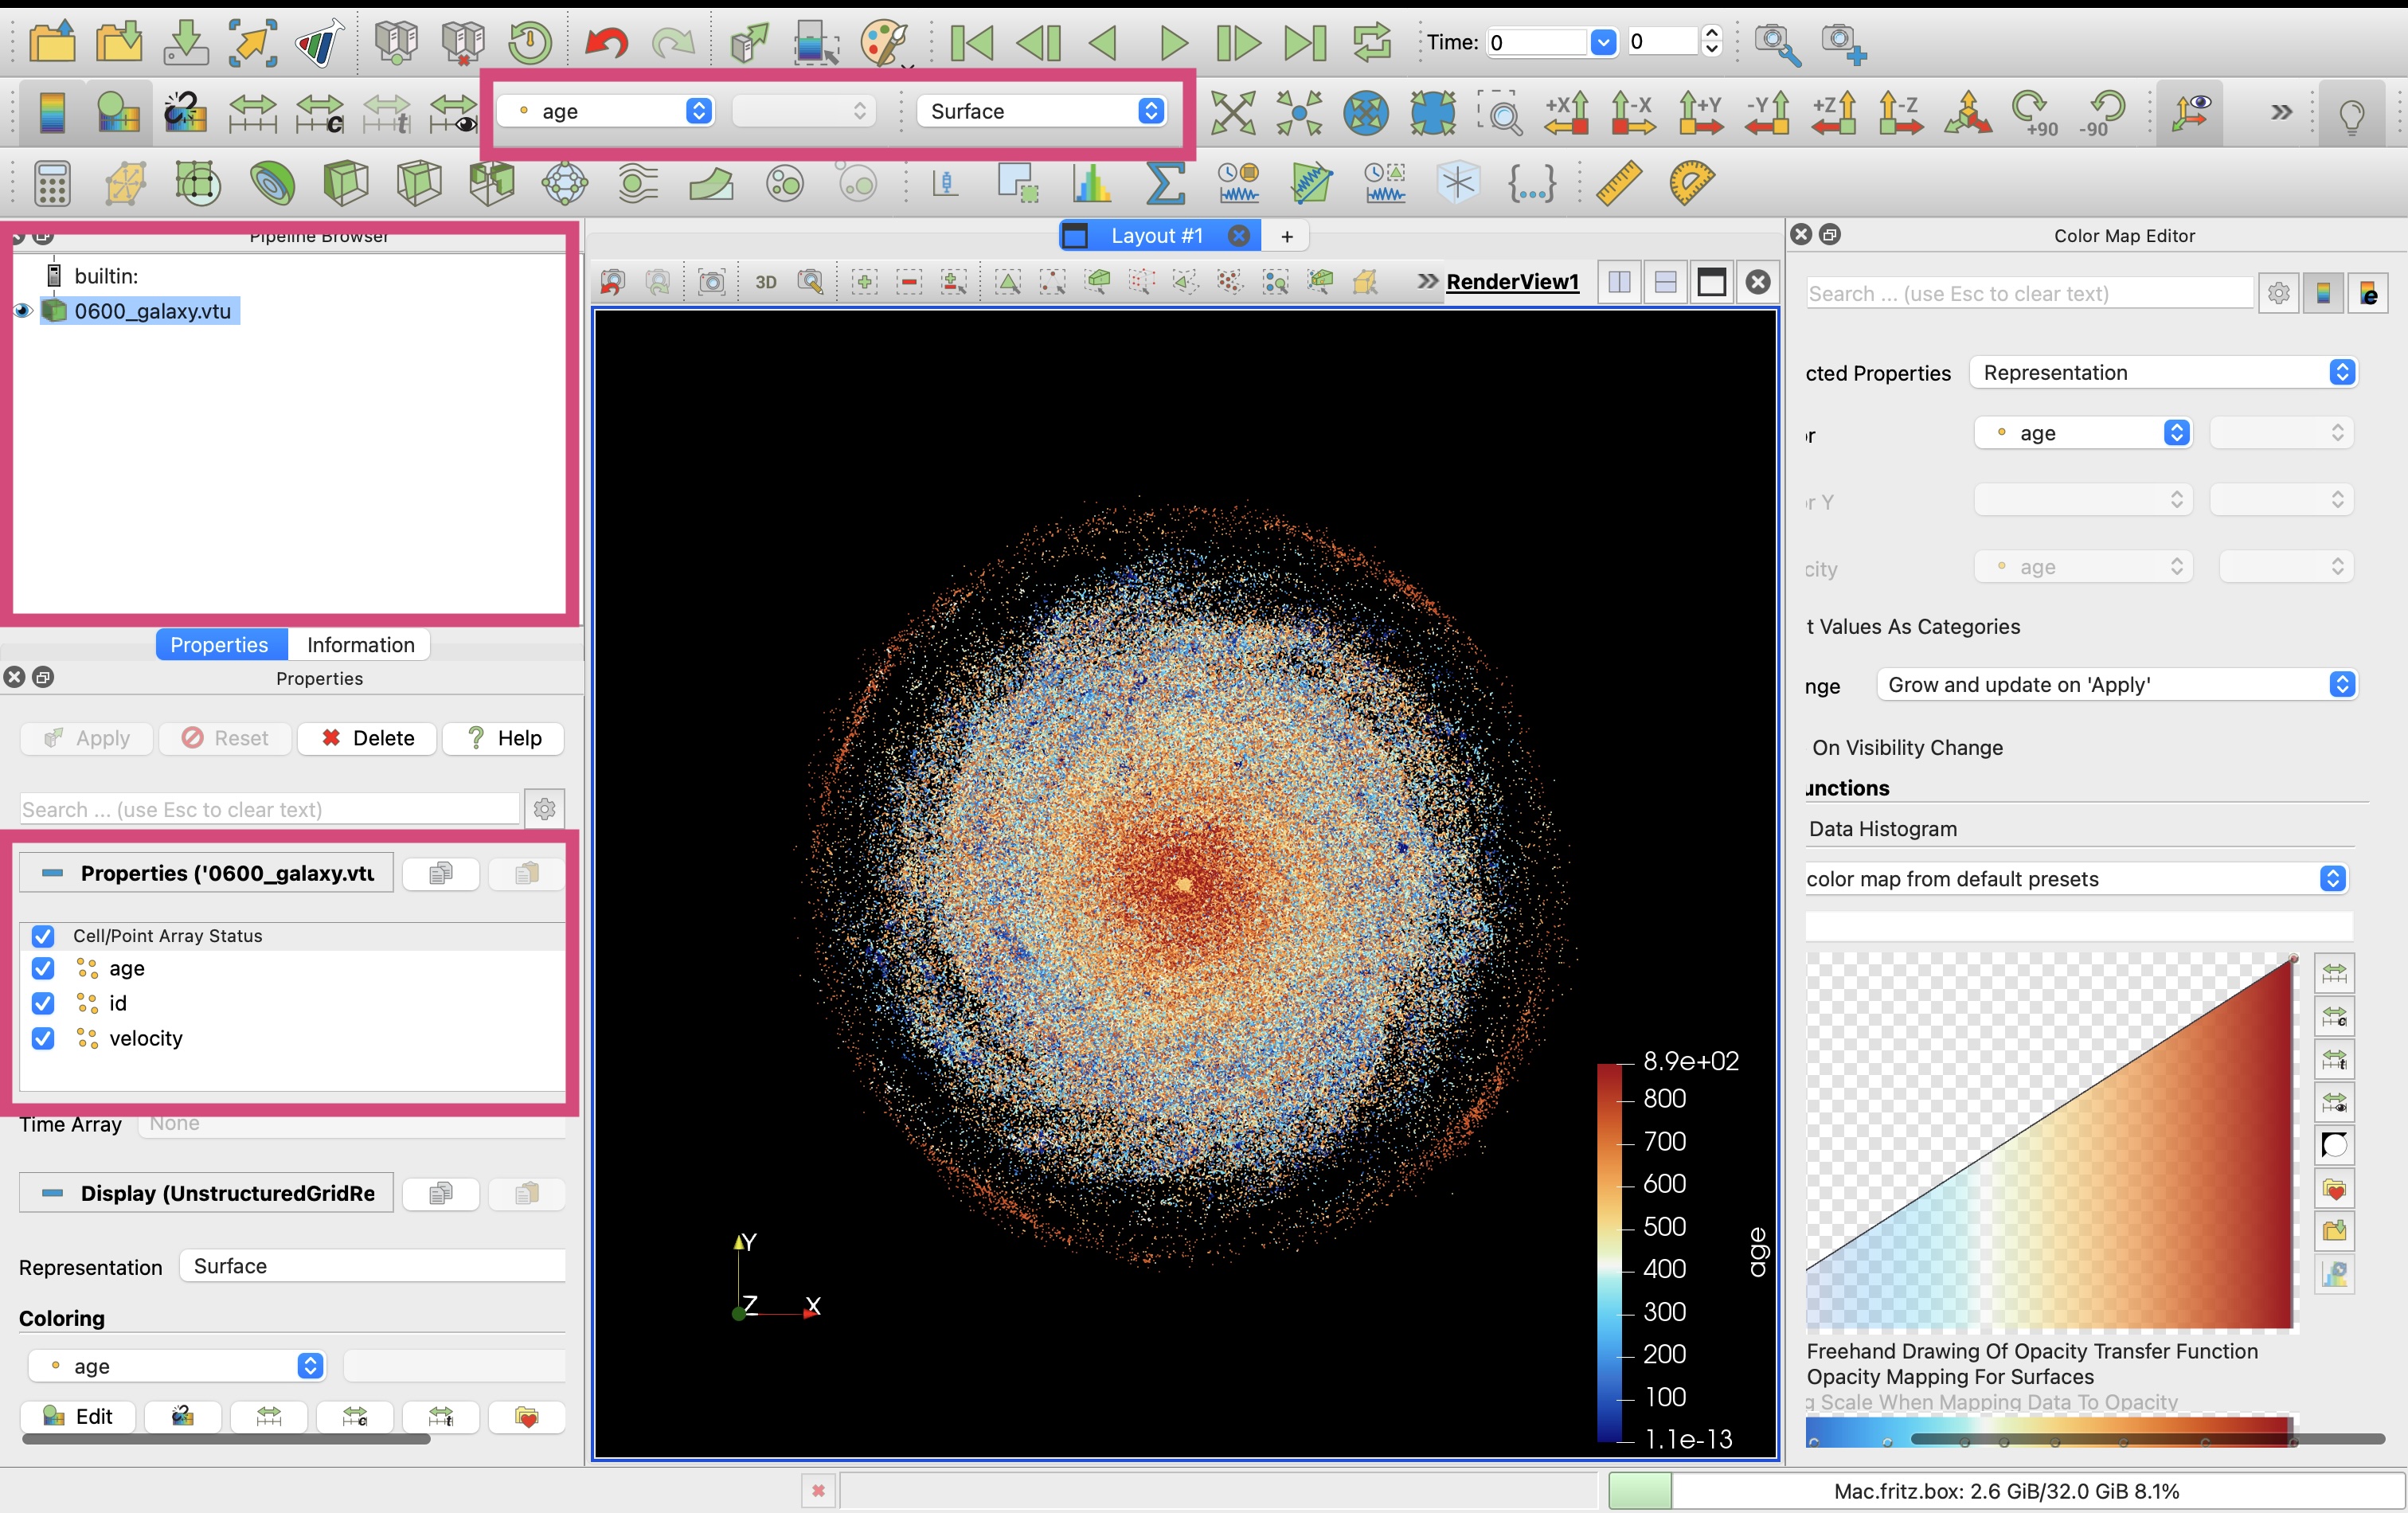 Time: 0 0
age Surface
+X -X +Y -Y +Z -Z +90 -90
Pipeline Browser
builtin:
0600_galaxy.vtu
Properties Information
Properties
Apply Reset Delete Help
Search ... (use Esc to clear text)
Properties ('0600_galaxy.vtu
Cell/Point Array Status
age
id
velocity
Time Array None
Display (UnstructuredGridRe
Representation Surface
Coloring
age
Edit
Layout #1 +
3D RenderView1
Y
Z X
8.9e+02
800
700
600
500
400
300
200
100
1.1e-13
age
Color Map Editor
Search ... (use Esc to clear text)
cted Properties Representation
or age
or Y
city age
t Values As Categories
nge Grow and update on 'Apply'
On Visibility Change
unctions
Data Histogram
color map from default presets
Freehand Drawing Of Opacity Transfer Function
Opacity Mapping For Surfaces
g Scale When Mapping Data To Opacity
Mac.fritz.box: 2.6 GiB/32.0 GiB 8.1%